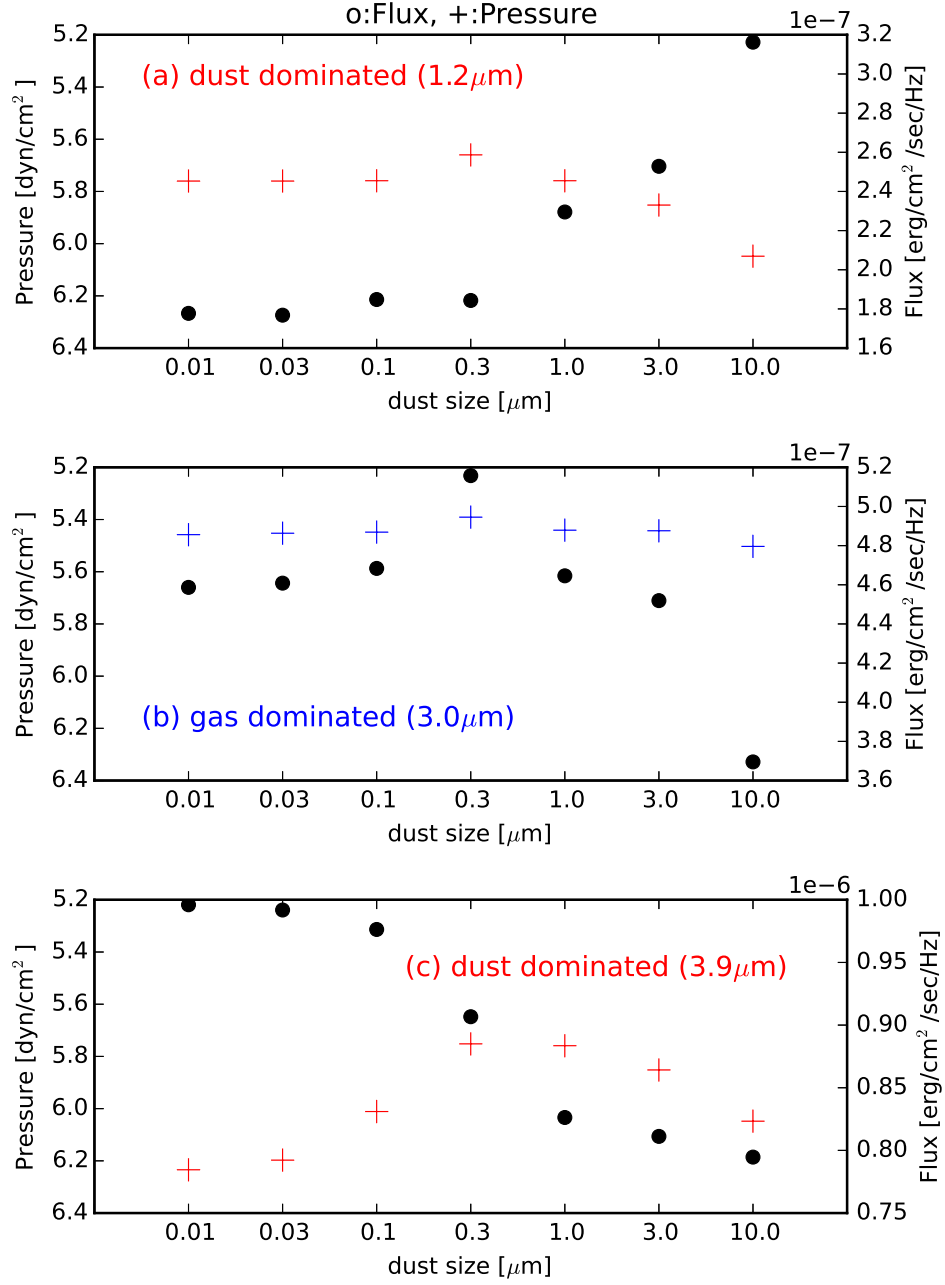 o:Flux, +:Pressure
1e−7
5.2
5.4
5.6
5.8
6.0
6.2
6.4
Pressure [dyn/cm² ]
(a) dust dominated (1.2μm)
3.2
3.0
2.8
2.6
2.4
2.2
2.0
1.8
1.6
Flux [erg/cm² /sec/Hz]
0.01 0.03 0.1 0.3 1.0 3.0 10.0
dust size [μm]
1e−7
5.2
5.4
5.6
5.8
6.0
6.2
6.4
Pressure [dyn/cm² ]
(b) gas dominated (3.0μm)
5.2
5.0
4.8
4.6
4.7
4.2
4.0
3.8
3.6
Flux [erg/cm² /sec/Hz]
0.01 0.03 0.1 0.3 1.0 3.0 10.0
dust size [μm]
1e−6
5.2
5.4
5.6
5.8
6.0
6.2
6.4
Pressure [dyn/cm² ]
(c) dust dominated (3.9μm)
1.00
0.95
0.90
0.85
0.80
0.75
Flux [erg/cm² /sec/Hz]
0.01 0.03 0.1 0.3 1.0 3.0 10.0
dust size [μm]